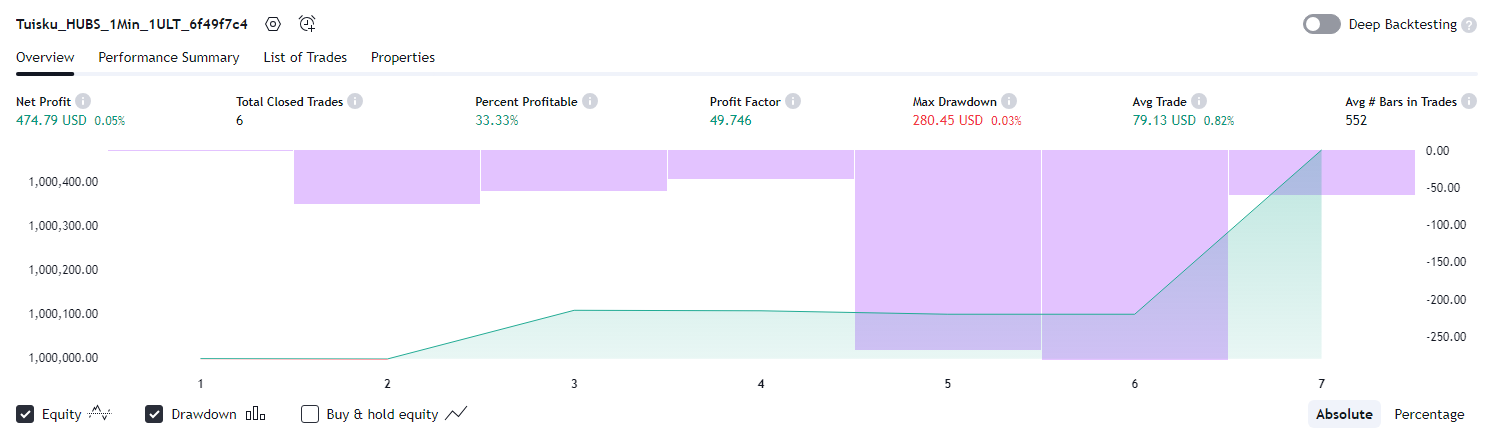 Tuisku_HUBS_1Min_1ULT_6f49f7c4
Deep Backtesting ?
Overview Performance Summary List of Trades Properties
Net Profit i Total Closed Trades i Percent Profitable i Profit Factor i Max Drawdown i Avg Trade i Avg # Bars in Trades i
474.79 USD 0.05% 6 33.33% 49.746 280.45 USD 0.03% 79.13 USD 0.82% 552
0.00
1,000,400.00 -50.00
1,000,300.00 -100.00
1,000,200.00 -150.00
1,000,100.00 -200.00
1,000,000.00 -250.00
1 2 3 4 5 6 7
Equity Drawdown Buy & hold equity Absolute Percentage